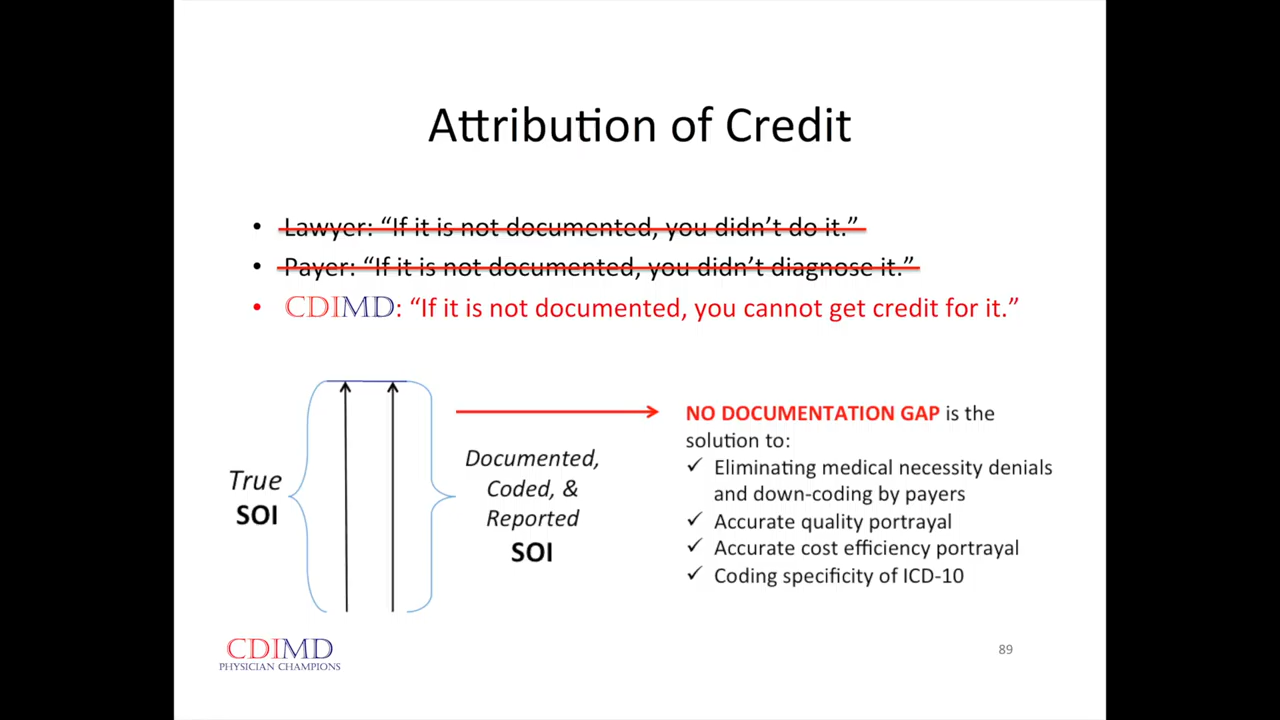 Attribution of Credit
• Lawyer: “If it is not documented, you didn’t do it.”
• Payer: “If it is not documented, you didn’t diagnose it.”
• CDIMD: “If it is not documented, you cannot get credit for it.”
True
SOI
Documented,
Coded, &
Reported
SOI
NO DOCUMENTATION GAP is the
solution to:
✓ Eliminating medical necessity denials
and down-coding by payers
✓ Accurate quality portrayal
✓ Accurate cost efficiency portrayal
✓ Coding specificity of ICD-10
CDIMD
PHYSICIAN CHAMPIONS
89